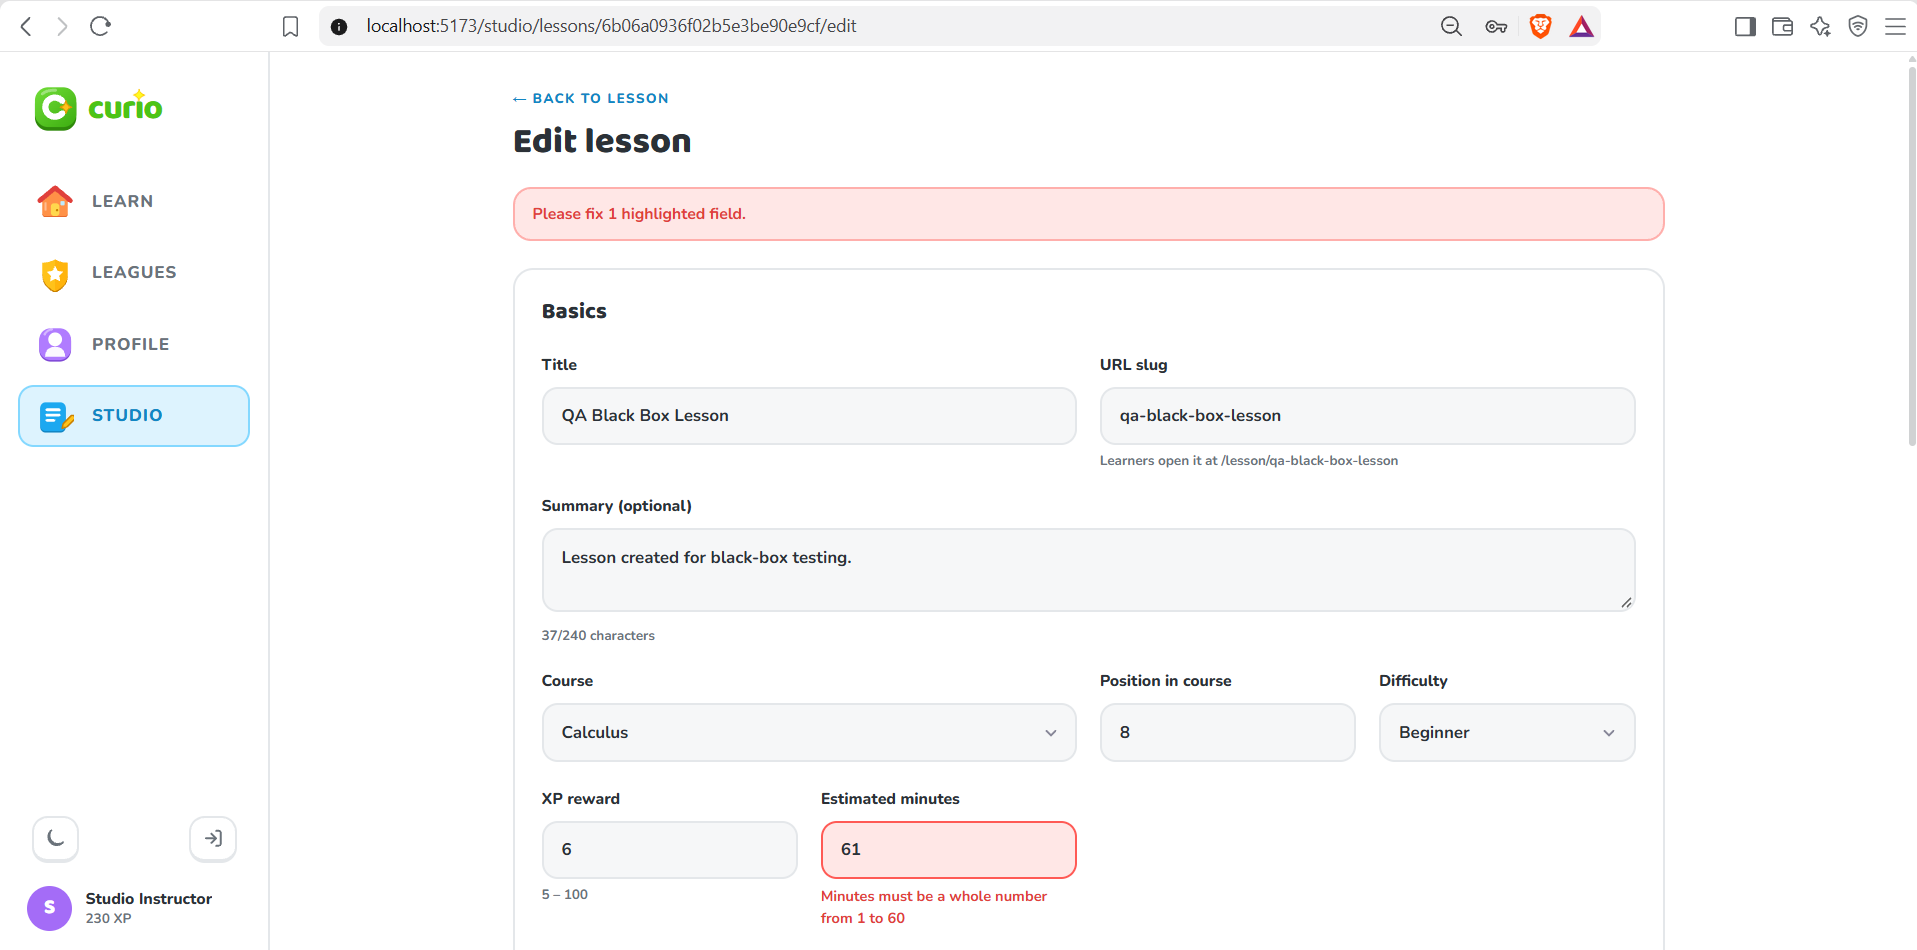 localhost:5173/studio/lessons/6b06a0936f02b5e3be90e9cf/edit
curio
LEARN
LEAGUES
PROFILE
STUDIO
S
Studio Instructor
230 XP
← BACK TO LESSON
Edit lesson
Please fix 1 highlighted field.
Basics
Title
URL slug
QA Black Box Lesson
qa-black-box-lesson
Learners open it at /lesson/qa-black-box-lesson
Summary (optional)
Lesson created for black-box testing.
37/240 characters
Course
Position in course
Difficulty
Calculus
8
Beginner
XP reward
Estimated minutes
6
61
5 – 100
Minutes must be a whole number
from 1 to 60